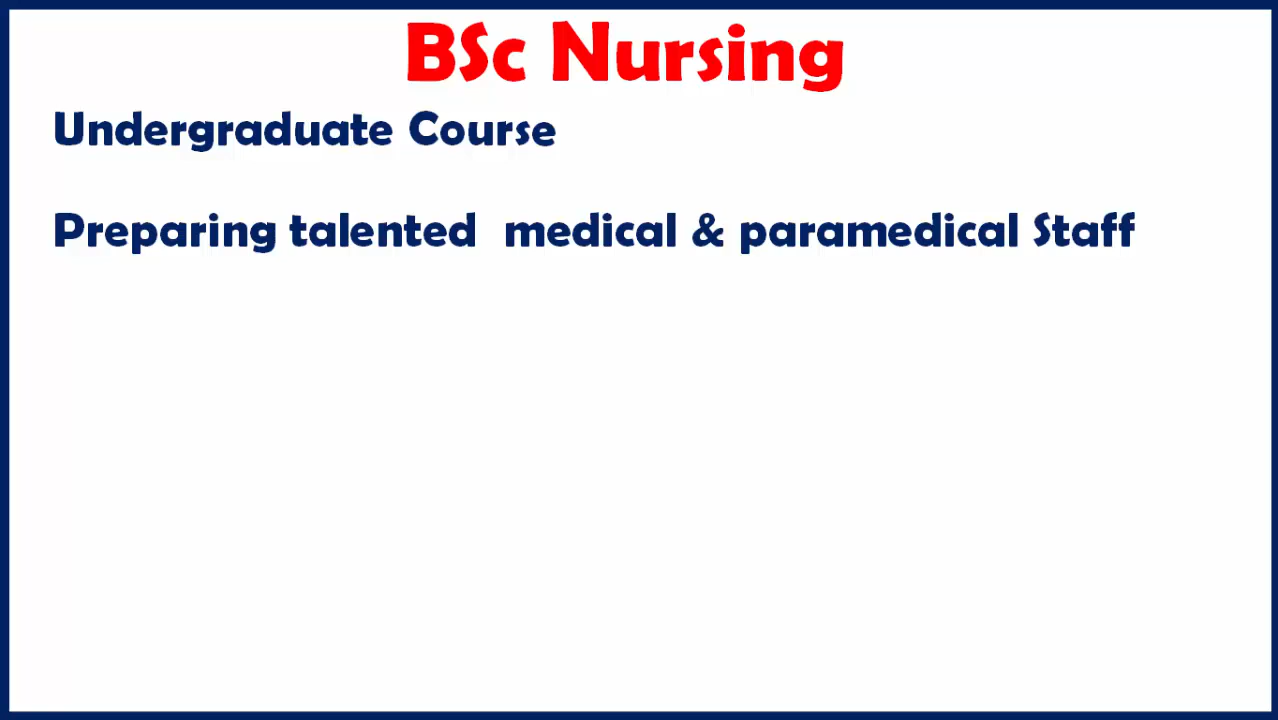 BSc Nursing
Undergraduate Course
Preparing talented  medical & paramedical Staff